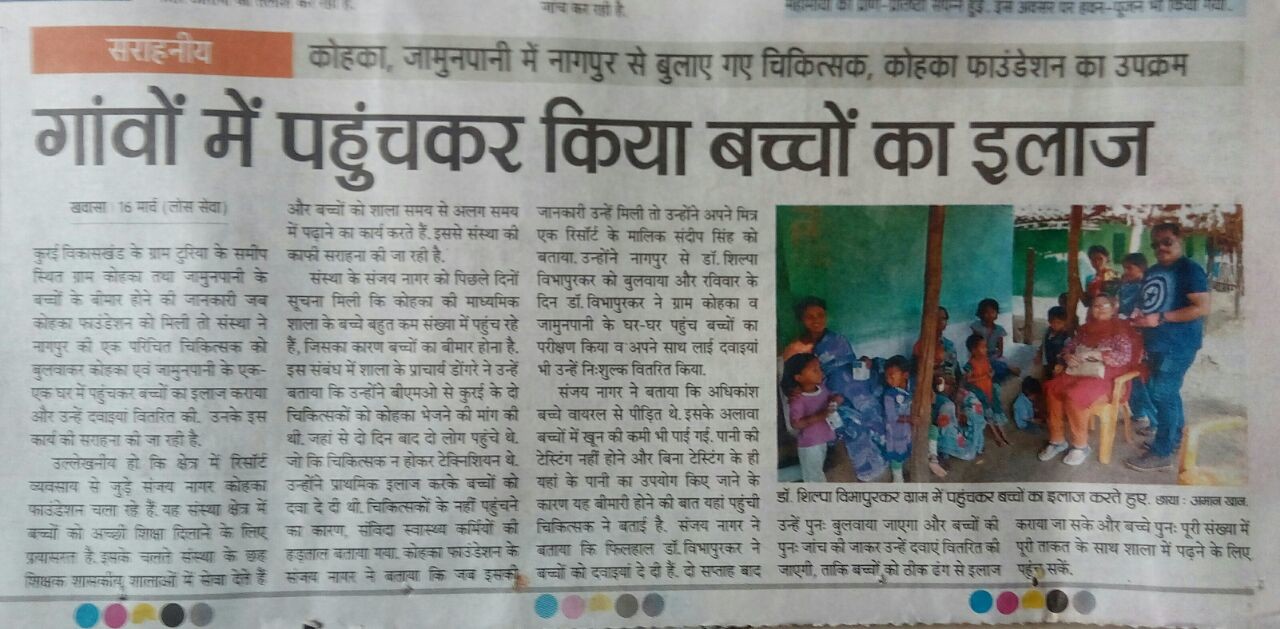 जांच कर रही है.
सराहनीय
कोहका, जामुनपानी में नागपुर से बुलाए गए चिकित्सक, कोहका फाउंडेशन का उपक्रम
गांवों में पहुंचकर किया बच्चों का इलाज
खवासा 16 मार्च (लोस सेवा)
कुरई विकासखंड के ग्राम टुरिया के समीप
स्थित ग्राम कोहका तथा जामुनपानी के
बच्चों के बीमार होने की जानकारी जब
कोहका फाउंडेशन को मिली तो संस्था ने
नागपुर की एक परिचित चिकित्सक को
बुलवाकर कोहका एवं जामुनपानी के एक-
एक घर में पहुंचकर बच्चों का इलाज कराया
और उन्हें दवाइयां वितरित की. उनके इस
कार्य की सराहना की जा रही है.
उल्लेखनीय हो कि क्षेत्र में रिसॉर्ट
व्यवसाय से जुड़े संजय नागर कोहका
फाउंडेशन चला रहे हैं. यह संस्था क्षेत्र में
बच्चों को अच्छी शिक्षा दिलाने के लिए
प्रयासरत है. इसके चलते संस्था के छह
शिक्षक शासकीय शालाओं में सेवा देते हैं
और बच्चों को शाला समय से अलग समय
में पढ़ाने का कार्य करते हैं. इससे संस्था की
काफी सराहना की जा रही है.
संस्था के संजय नागर को पिछले दिनों
सूचना मिली कि कोहका की माध्यमिक
शाला के बच्चे बहुत कम संख्या में पहुंच रहे
हैं, जिसका कारण बच्चों का बीमार होना है.
इस संबंध में शाला के प्राचार्य डोंगरे ने उन्हें
बताया कि उन्होंने बीएमओ से कुरई के दो
चिकित्सकों को कोहका भेजने की मांग की
थी. जहां से दो दिन बाद दो लोग पहुंचे थे.
जो कि चिकित्सक न होकर टेक्निशियन थे.
उन्होंने प्राथमिक इलाज करके बच्चों की
दवा दे दी थी. चिकित्सकों के नहीं पहुंचने
का कारण, संविदा स्वास्थ्य कर्मियों की
हड़ताल बताया गया. कोहका फाउंडेशन के
संजय नागर ने बताया कि जब इसकी
जानकारी उन्हें मिली तो उन्होंने अपने मित्र
एक रिसॉर्ट के मालिक संदीप सिंह को
बताया. उन्होंने नागपुर से डॉ. शिल्पा
विभापुरकर को बुलवाया और रविवार के
दिन डॉ. विभापुरकर ने ग्राम कोहका व
जामुनपानी के घर-घर पहुंच बच्चों का
परीक्षण किया व अपने साथ लाई दवाइयां
भी उन्हें निःशुल्क वितरित किया.
संजय नागर ने बताया कि अधिकांश
बच्चे वायरल से पीड़ित थे. इसके अलावा
बच्चों में खून की कमी भी पाई गई. पानी की
टेस्टिंग नहीं होने और बिना टेस्टिंग के ही
यहां के पानी का उपयोग किए जाने के
कारण यह बीमारी होने की बात यहां पहुंची
चिकित्सक ने बताई है. संजय नागर ने
बताया कि फिलहाल डॉ. विभापुरकर ने
बच्चों को दवाइयां दे दी हैं. दो सप्ताह बाद
डॉ. शिल्पा विभापुरकर ग्राम में पहुंचकर बच्चों का इलाज करते हुए. छाया : अमान खान.
उन्हें पुनः बुलवाया जाएगा और बच्चों की
पुनः जांच की जाकर उन्हें दवाएं वितरित की
जाएगी, ताकि बच्चों को ठीक ढंग से इलाज
कराया जा सके और बच्चे पुनः पूरी संख्या में
पूरी ताकत के साथ शाला में पढ़ने के लिए
पहुंच सकें.